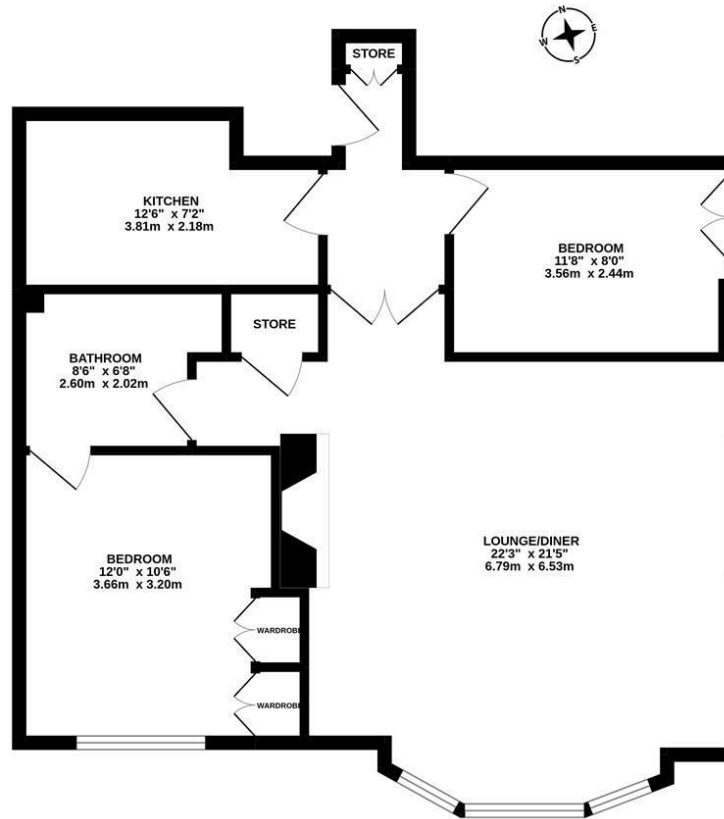 N
E
W
S
STORE
KITCHEN
12'6" x 7'2"
3.81m x 2.18m
BEDROOM
11'8" x 8'0"
3.56m x 2.44m
STORE
BATHROOM
8'6" x 6'8"
2.60m x 2.02m
LOUNGE/DINER
22'3" x 21'5"
6.79m x 6.53m
BEDROOM
12'0" x 10'6"
3.66m x 3.20m
WARDROBE
WARDROBE